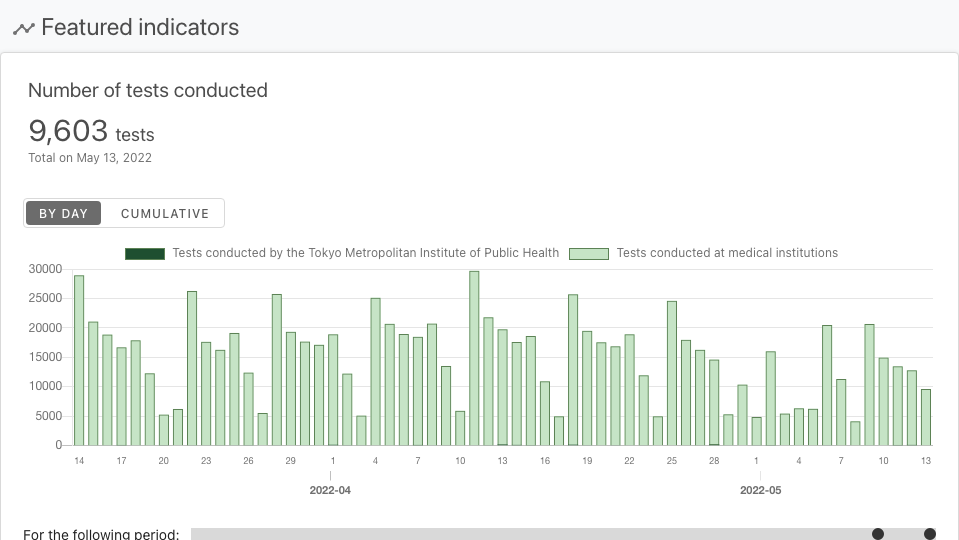 Featured indicators
Number of tests conducted
9,603 tests
Total on May 13, 2022
BY DAY CUMULATIVE
Tests conducted by the Tokyo Metropolitan Institute of Public Health Tests conducted at medical institutions
30000
25000
20000
15000
10000
5000
0
14 17 20 23 26 29 1 4 7 10 13 16 19 22 25 28 1 4 7 10 13
2022-04 2022-05
For the following period: